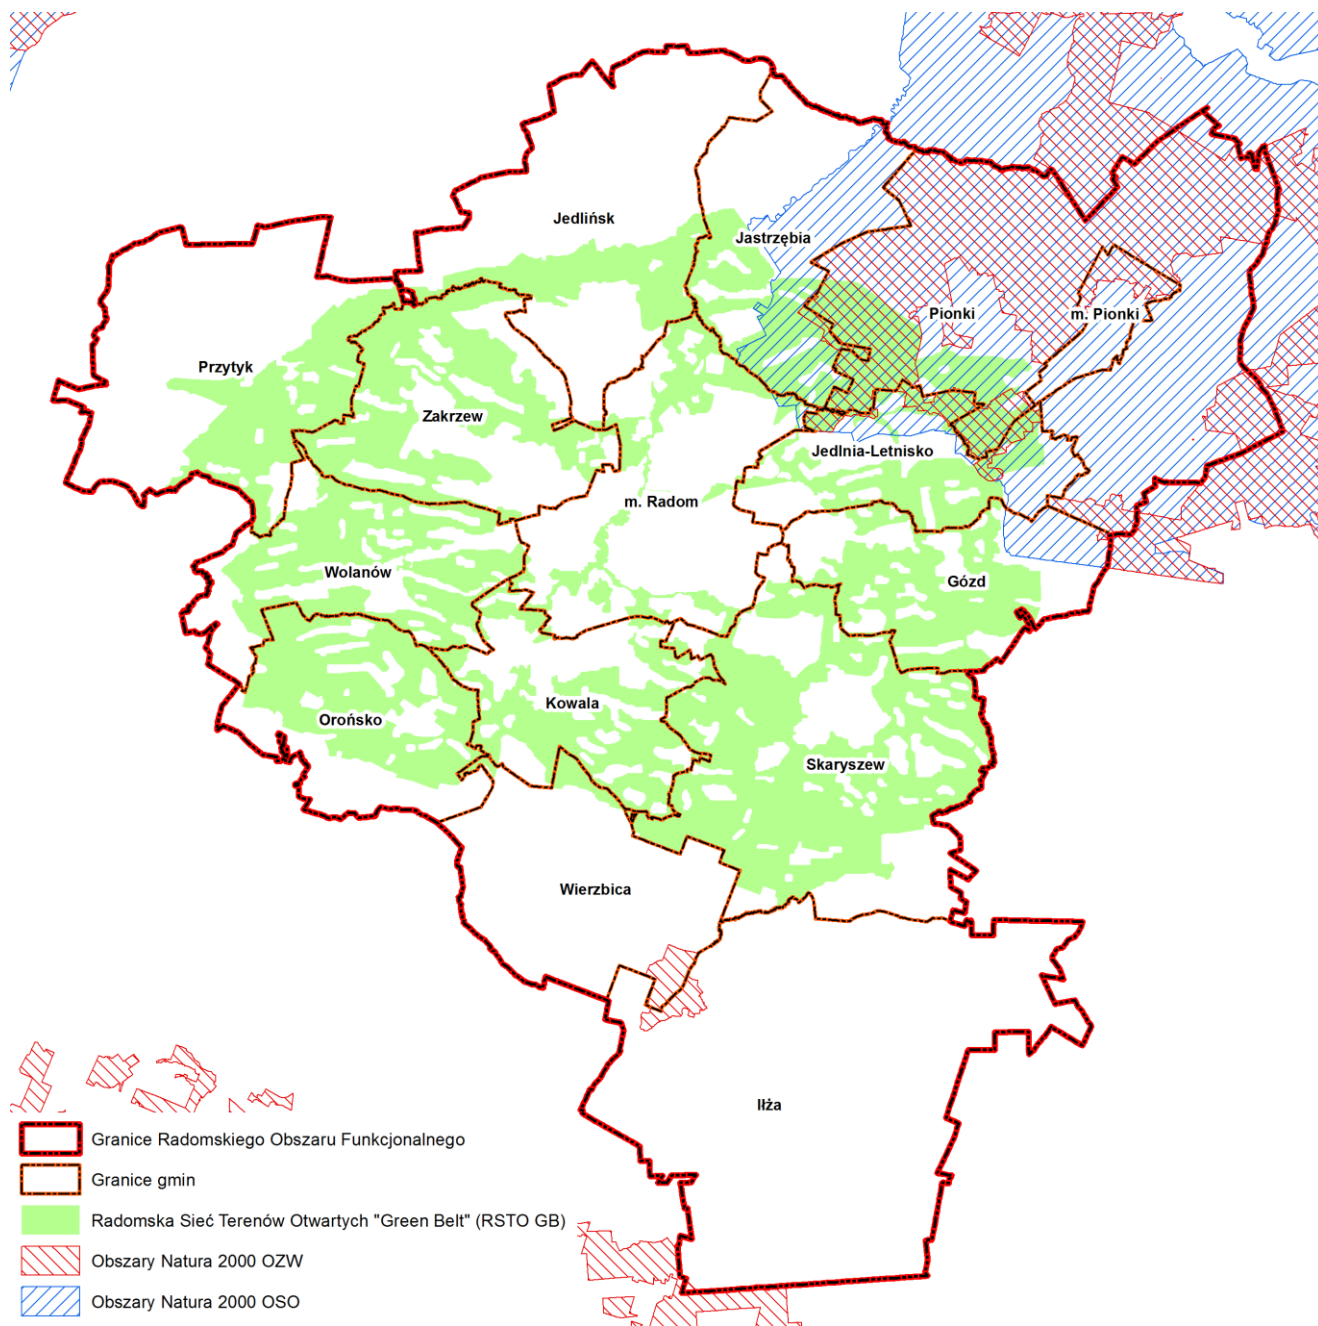 Jedlińsk
Jastrzębia
Pionki
m. Pionki
Przytyk
Zakrzew
Jedlnia-Letnisko
m. Radom
Wolanów
Gózd
Kowala
Orońsko
Skaryszew
Wierzbica
Iłża
Granice Radomskiego Obszaru Funkcjonalnego
Granice gmin
Radomska Sieć Terenów Otwartych "Green Belt" (RSTO GB)
Obszary Natura 2000 OZW
Obszary Natura 2000 OSO